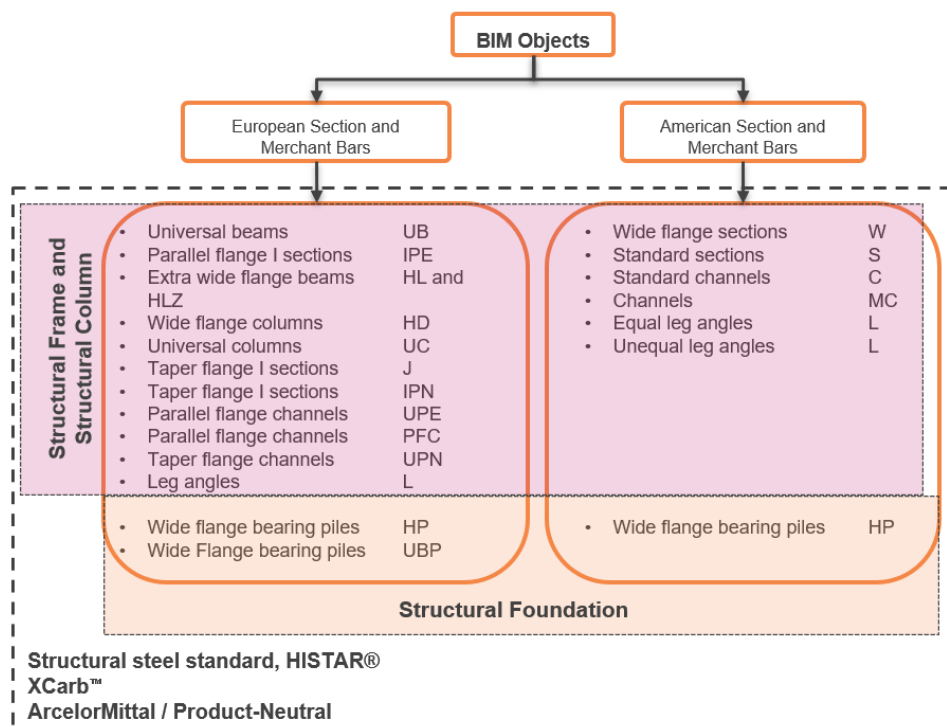 BIM Objects
European Section and
Merchant Bars
American Section and
Merchant Bars
Structural Frame and
Structural Column
• Universal beams UB
• Parallel flange I sections IPE
• Extra wide flange beams HL and
HLZ
• Wide flange columns HD
• Universal columns UC
• Taper flange I sections J
• Taper flange I sections IPN
• Parallel flange channels UPE
• Parallel flange channels PFC
• Taper flange channels UPN
• Leg angles L
• Wide flange bearing piles HP
• Wide Flange bearing piles UBP
• Wide flange sections W
• Standard sections S
• Standard channels C
• Channels MC
• Equal leg angles L
• Unequal leg angles L
• Wide flange bearing piles HP
Structural Foundation
Structural steel standard, HISTAR®
XCarb™
ArcelorMittal / Product-Neutral